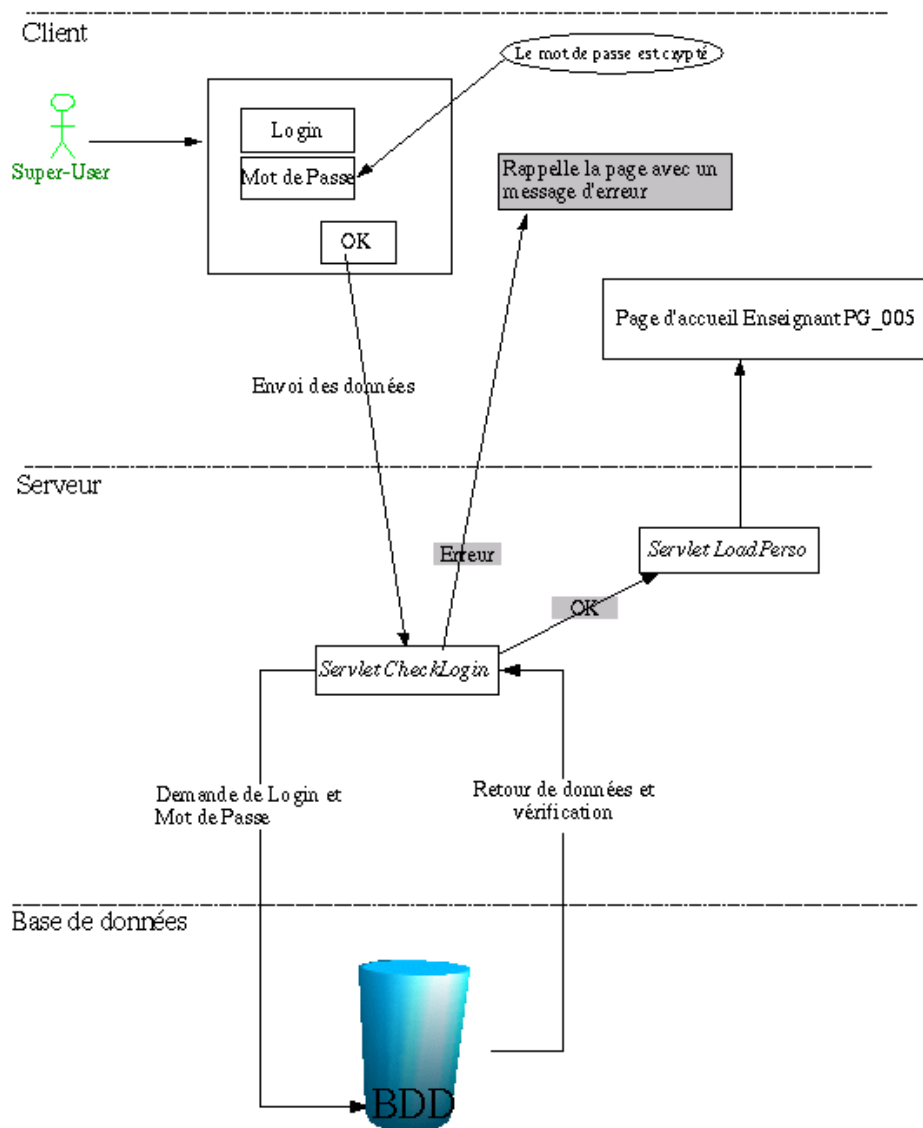 Client
Le mot de passe est crypté
Login
Super-User
Mot de Passe
Rappelle la page avec un
message d'erreur
OK
Page d'accueil Enseignant PG_005
Envoi des données
Serveur
Erreur
Servlet LoadPerso
OK
Servlet CheckLogin
Demande de Login et
Mot de Passe
Retour de données et
vérification
Base de données
BDD